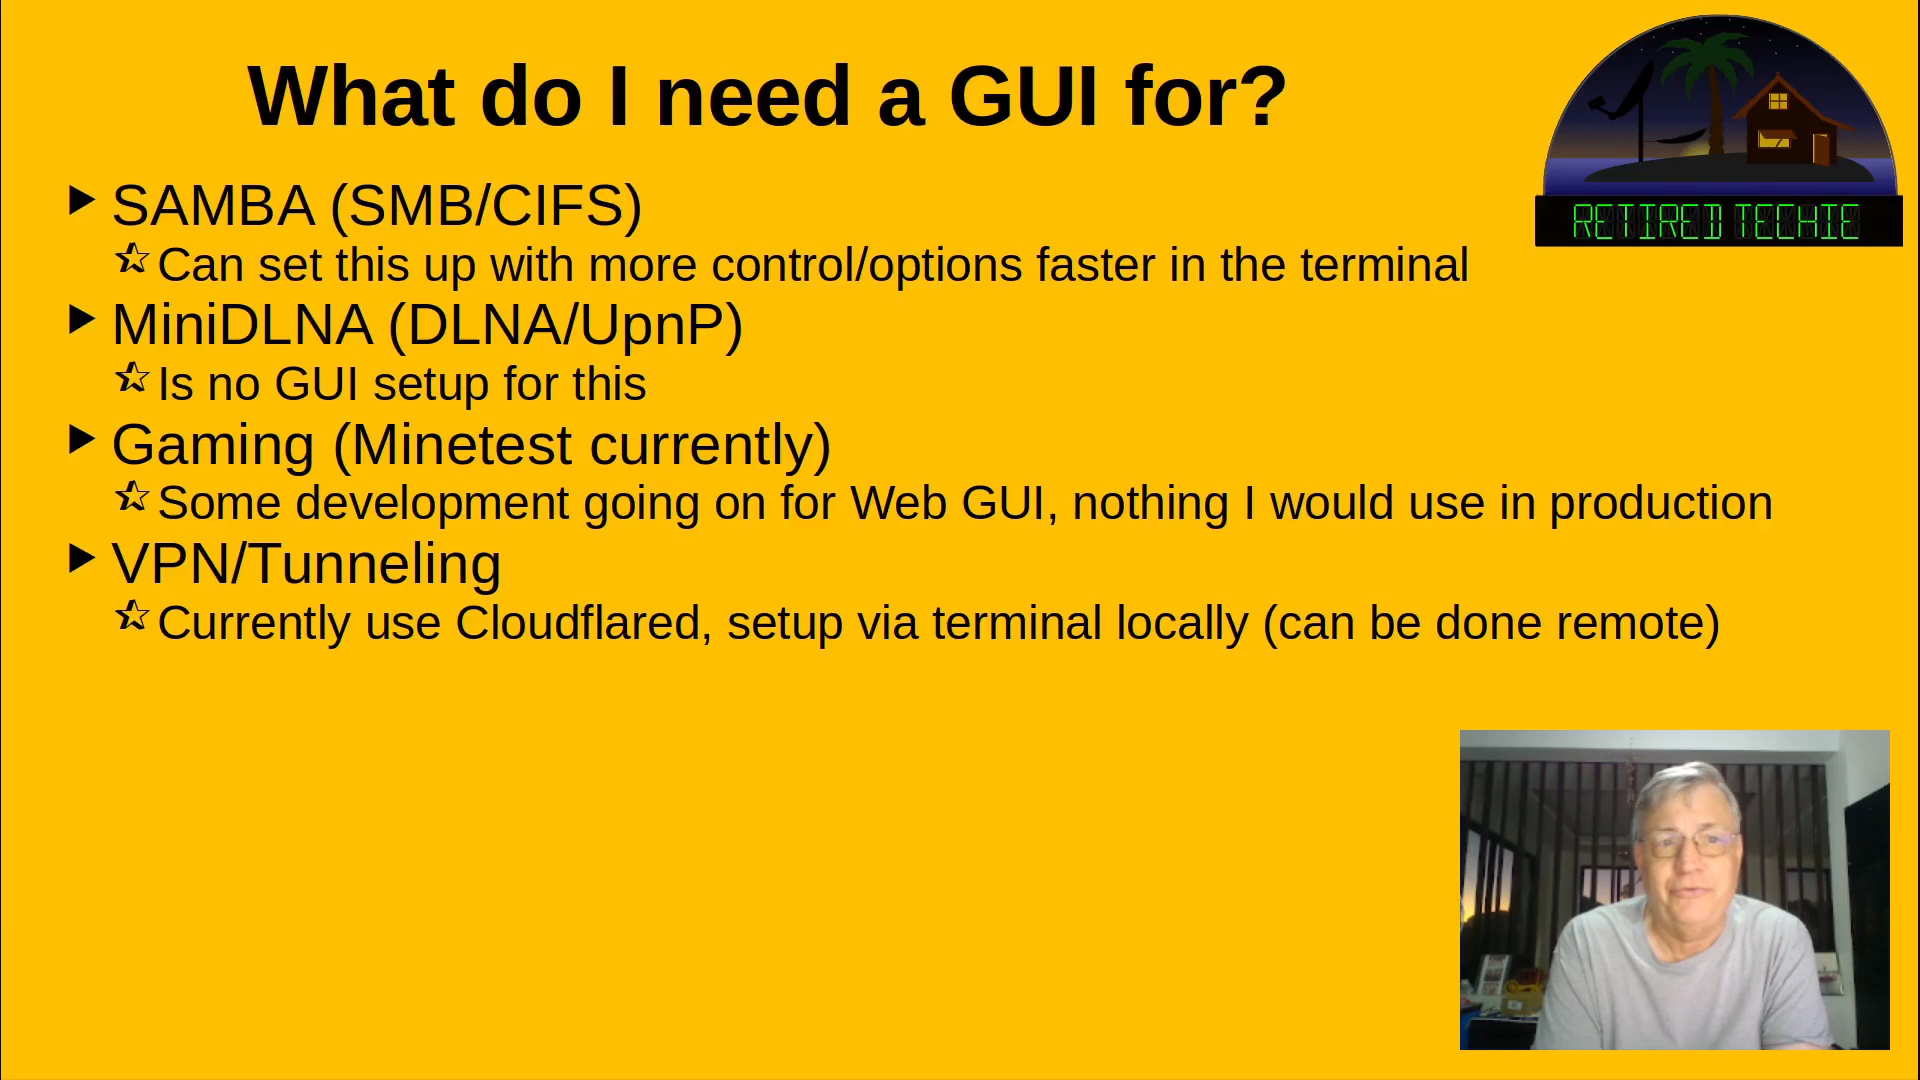 What do I need a GUI for?
SAMBA (SMB/CIFS)
Can set this up with more control/options faster in the terminal
MiniDLNA (DLNA/UpnP)
Is no GUI setup for this
Gaming (Minetest currently)
Some development going on for Web GUI, nothing I would use in production
VPN/Tunneling
Currently use Cloudflared, setup via terminal locally (can be done remote)
RETIRED TECHIE